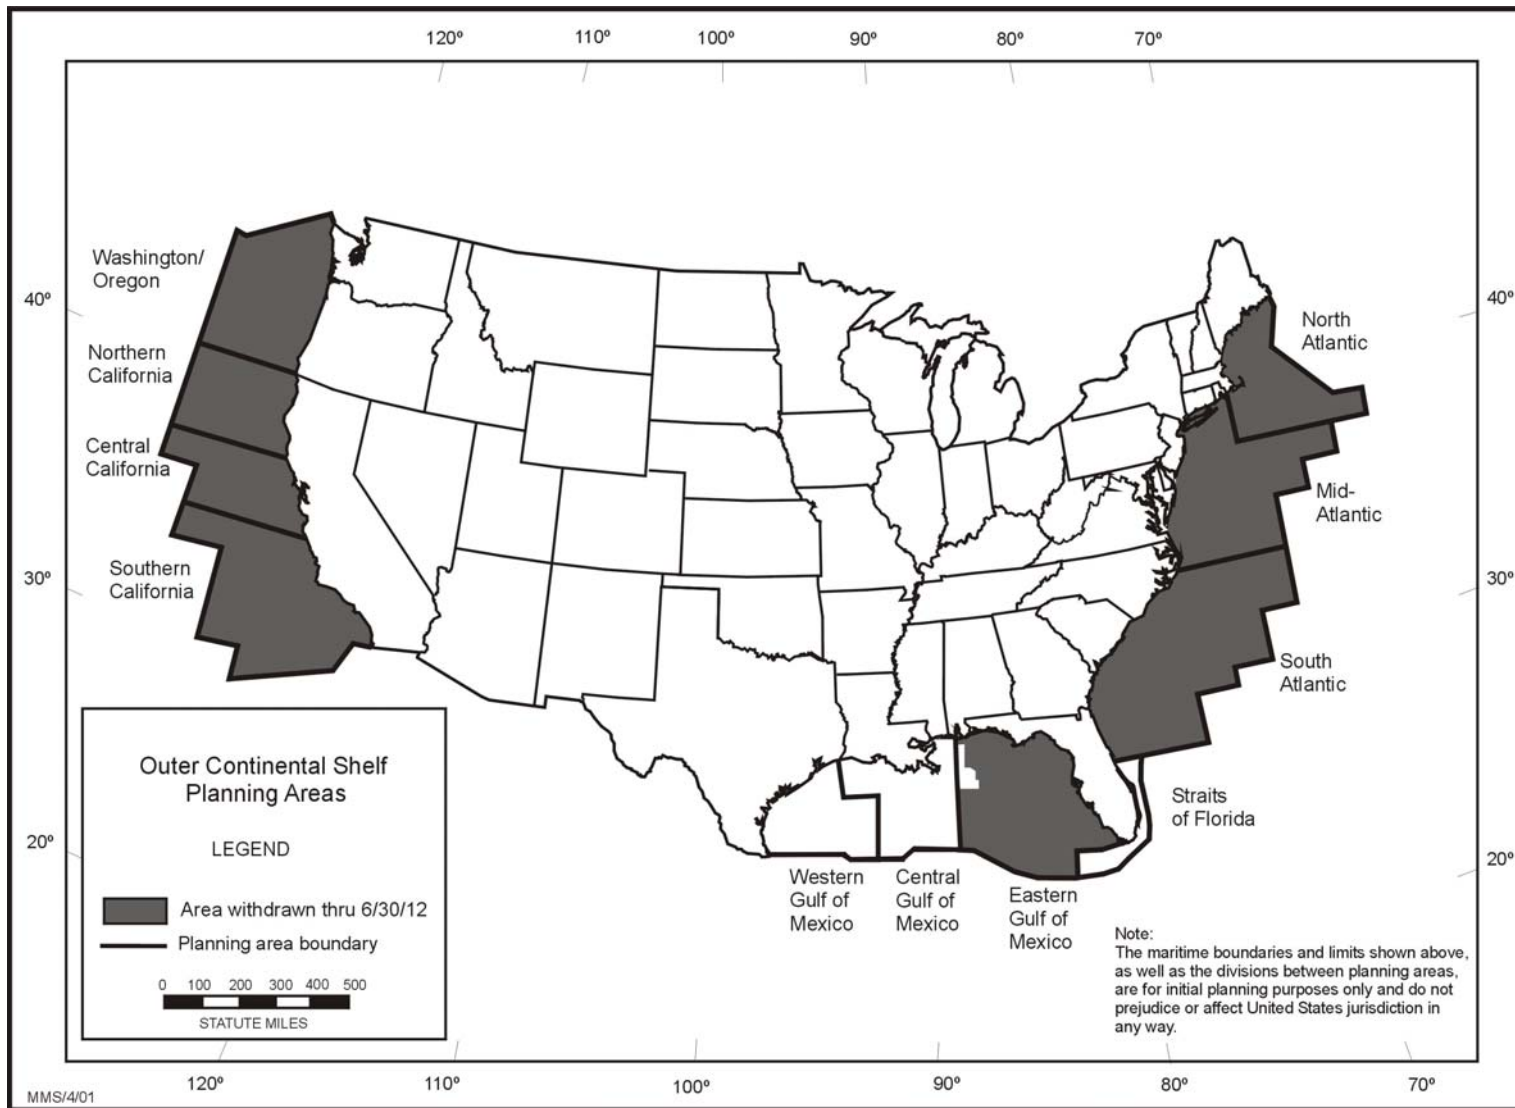 120º 110º 100º 90º 80º 70º
Washington/
Oregon
40º
40º
North
Atlantic
Northern
California
Central
California
Mid-
Atlantic
Southern
California
30º
30º
South
Atlantic
Outer Continental Shelf
Planning Areas
LEGEND
Area withdrawn thru 6/30/12
Planning area boundary
0 100 200 300 400 500
STATUTE MILES
Straits
of Florida
20º
20º
Western
Gulf of
Mexico
Central
Gulf of
Mexico
Eastern
Gulf of
Mexico
Note:
The maritime boundaries and limits shown above,
as well as the divisions between planning areas,
are for initial planning purposes only and do not
prejudice or affect United States jurisdiction in
any way.
120º 110º 100º 90º 80º 70º
MMS/4/01